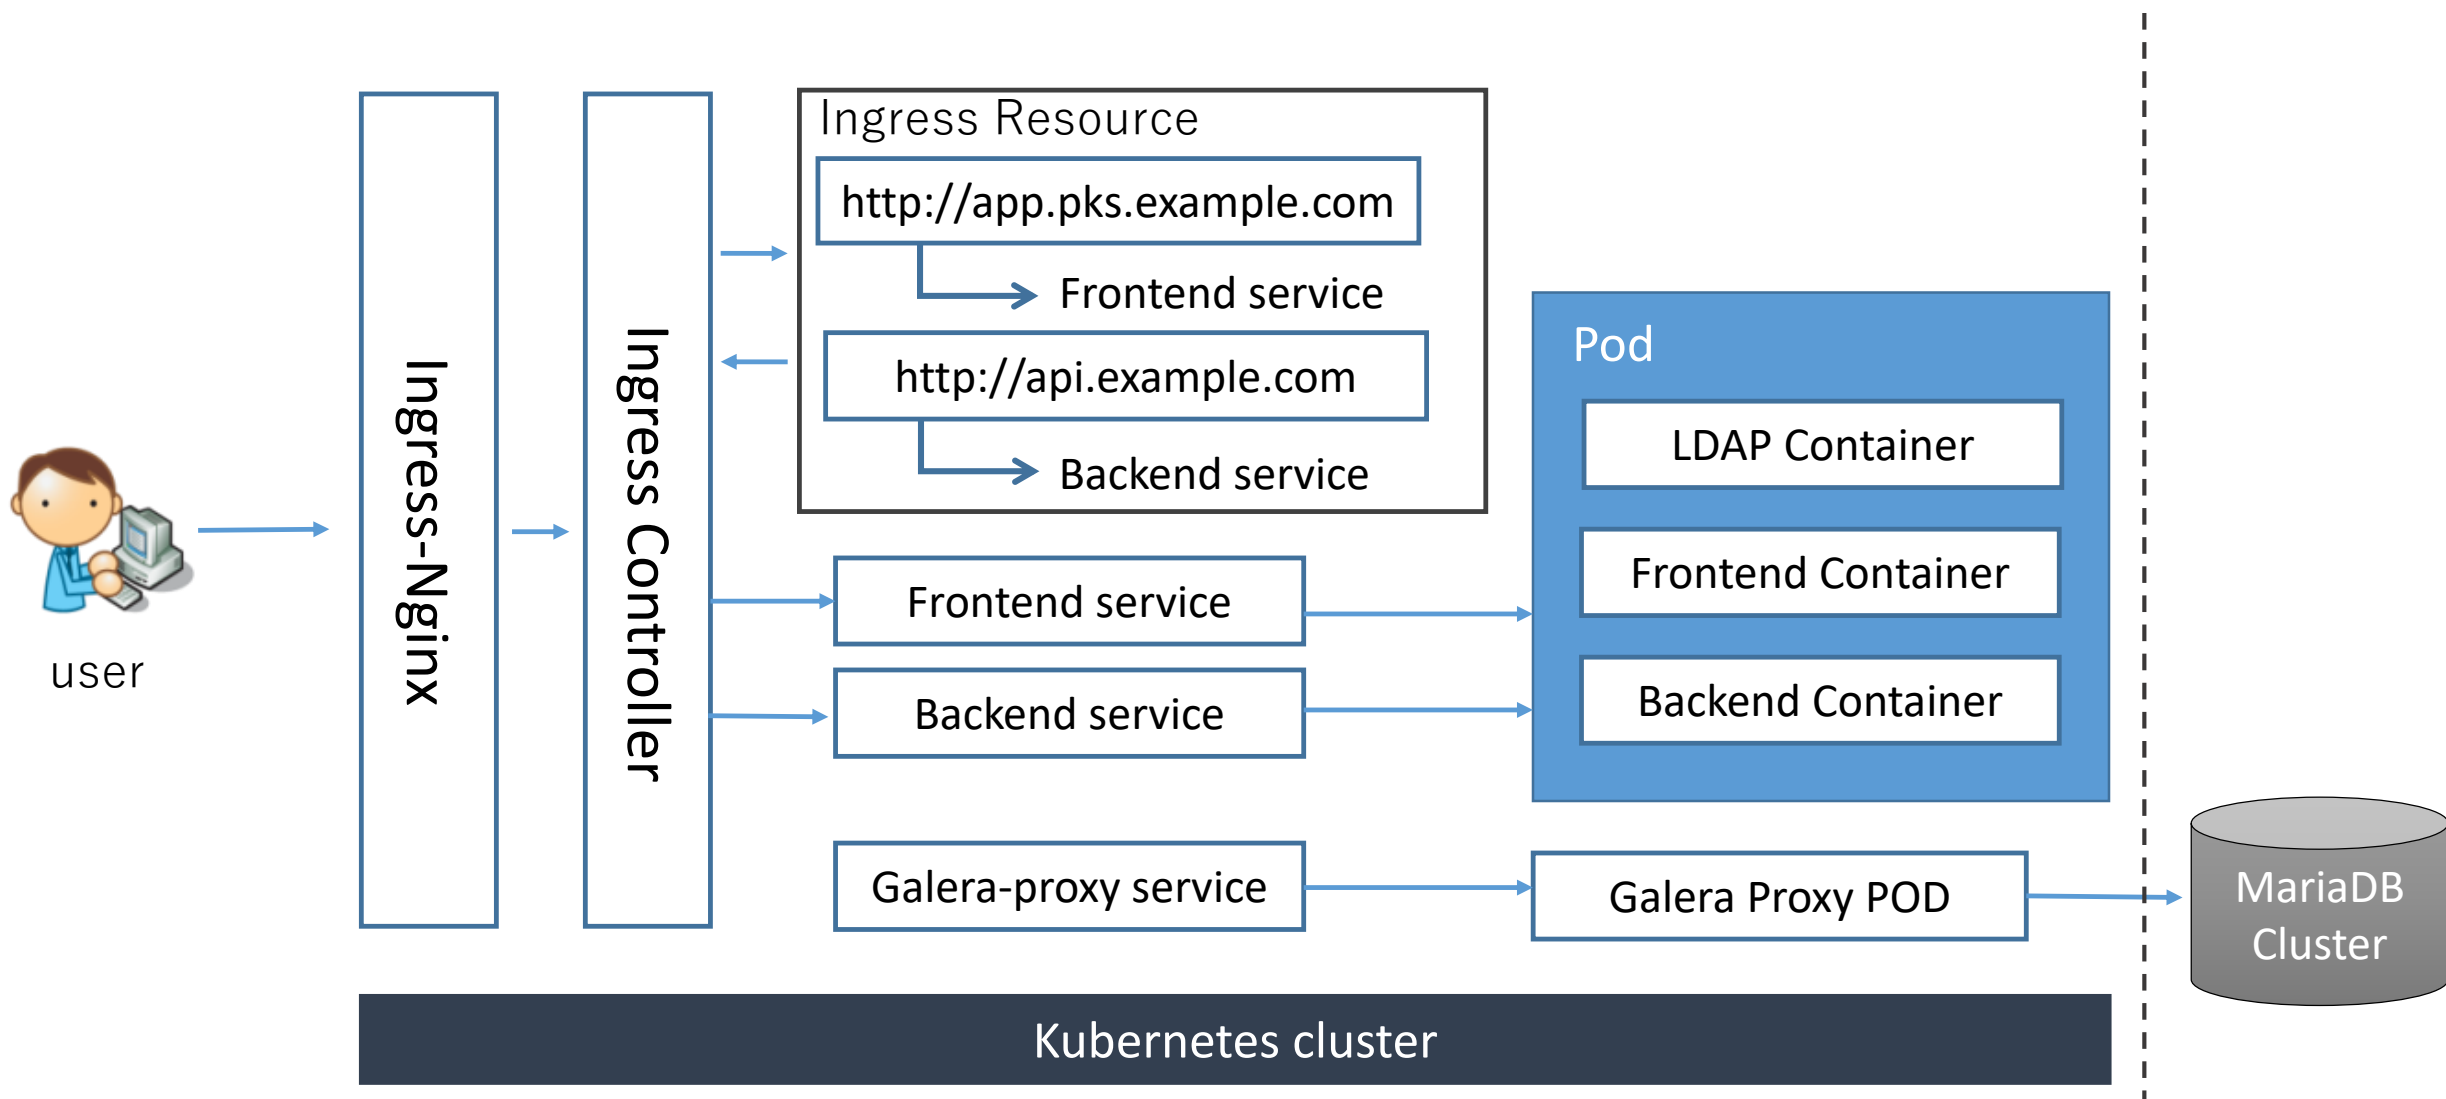 user
Ingress-Nginx
Ingress Controller
Ingress Resource
http://app.pks.example.com
Frontend service
http://api.example.com
Backend service
Frontend service
Backend service
Galera-proxy service
Pod
LDAP Container
Frontend Container
Backend Container
Galera Proxy POD
MariaDB
Cluster
Kubernetes cluster